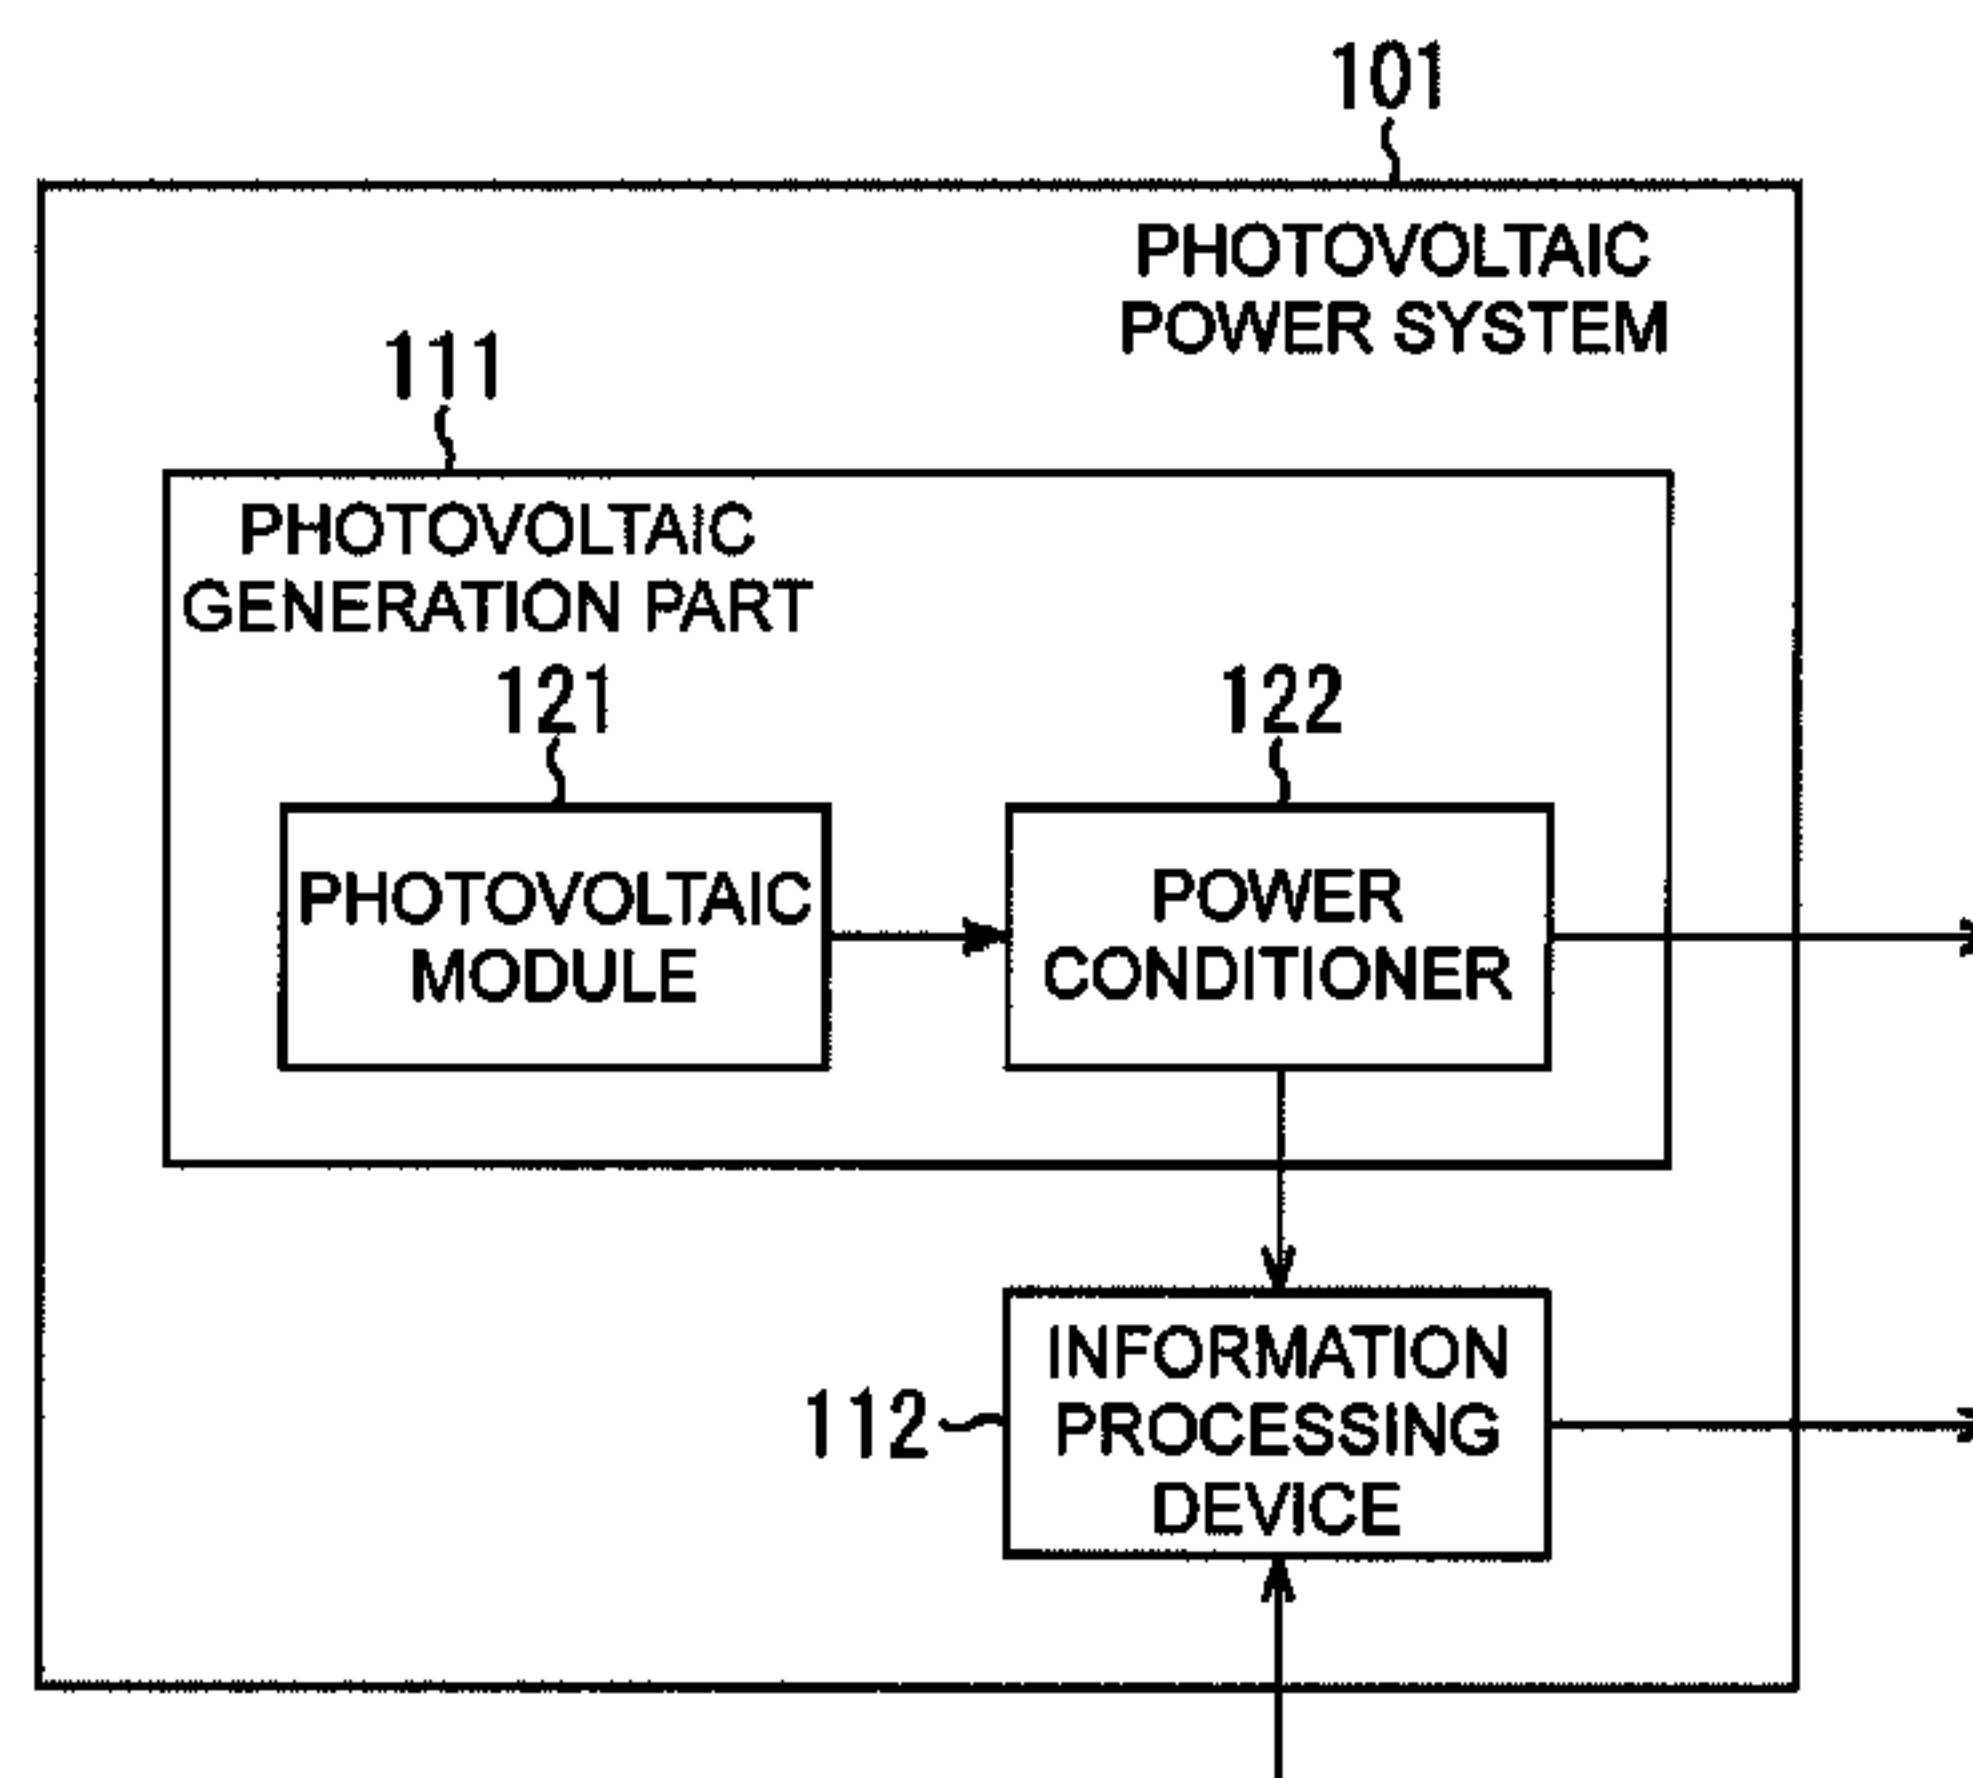 101
PHOTOVOLTAIC
POWER SYSTEM
111
PHOTOVOLTAIC
GENERATION PART
121
122
PHOTOVOLTAIC
MODULE
POWER
CONDITIONER
112
INFORMATION
PROCESSING
DEVICE